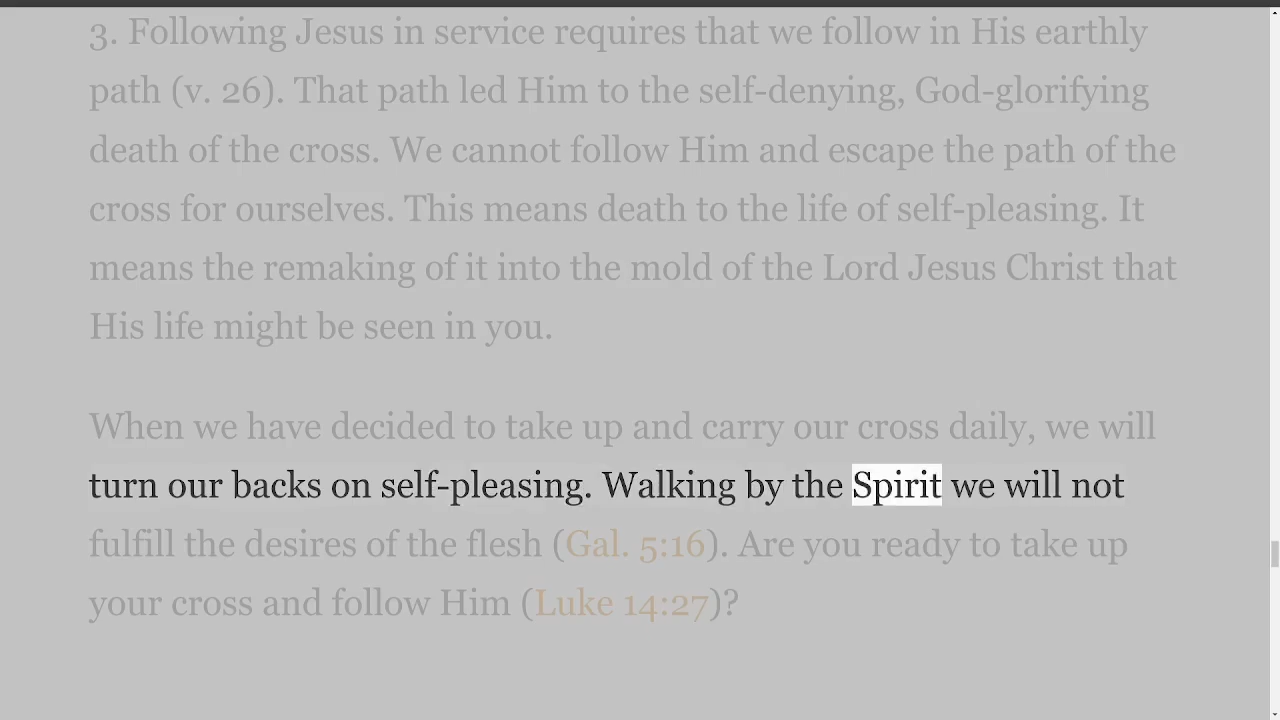 3. Following Jesus in service requires that we follow in His earthly
path (v. 26). That path led Him to the self-denying, God-glorifying
death of the cross. We cannot follow Him and escape the path of the
cross for ourselves. This means death to the life of self-pleasing. It
means the remaking of it into the mold of the Lord Jesus Christ that
His life might be seen in you.
When we have decided to take up and carry our cross daily, we will
turn our backs on self-pleasing. Walking by the Spirit we will not
fulfill the desires of the flesh (Gal. 5:16). Are you ready to take up
your cross and follow Him (Luke 14:27)?